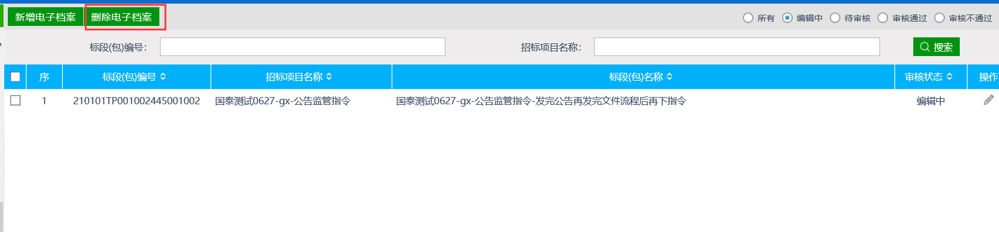 新增电子档案 删除电子档案 所有 编辑中 待审核 审核通过 审核不通过
标段(包)编号: 招标项目名称: 搜索
序 标段(包)编号 招标项目名称 标段(包)名称 审核状态 操作
1 210101TP001002445001002 国泰测试0627-gx-公告监管指令 国泰测试0627-gx-公告监管指令-发完公告再发完文件流程后再下指令 编辑中